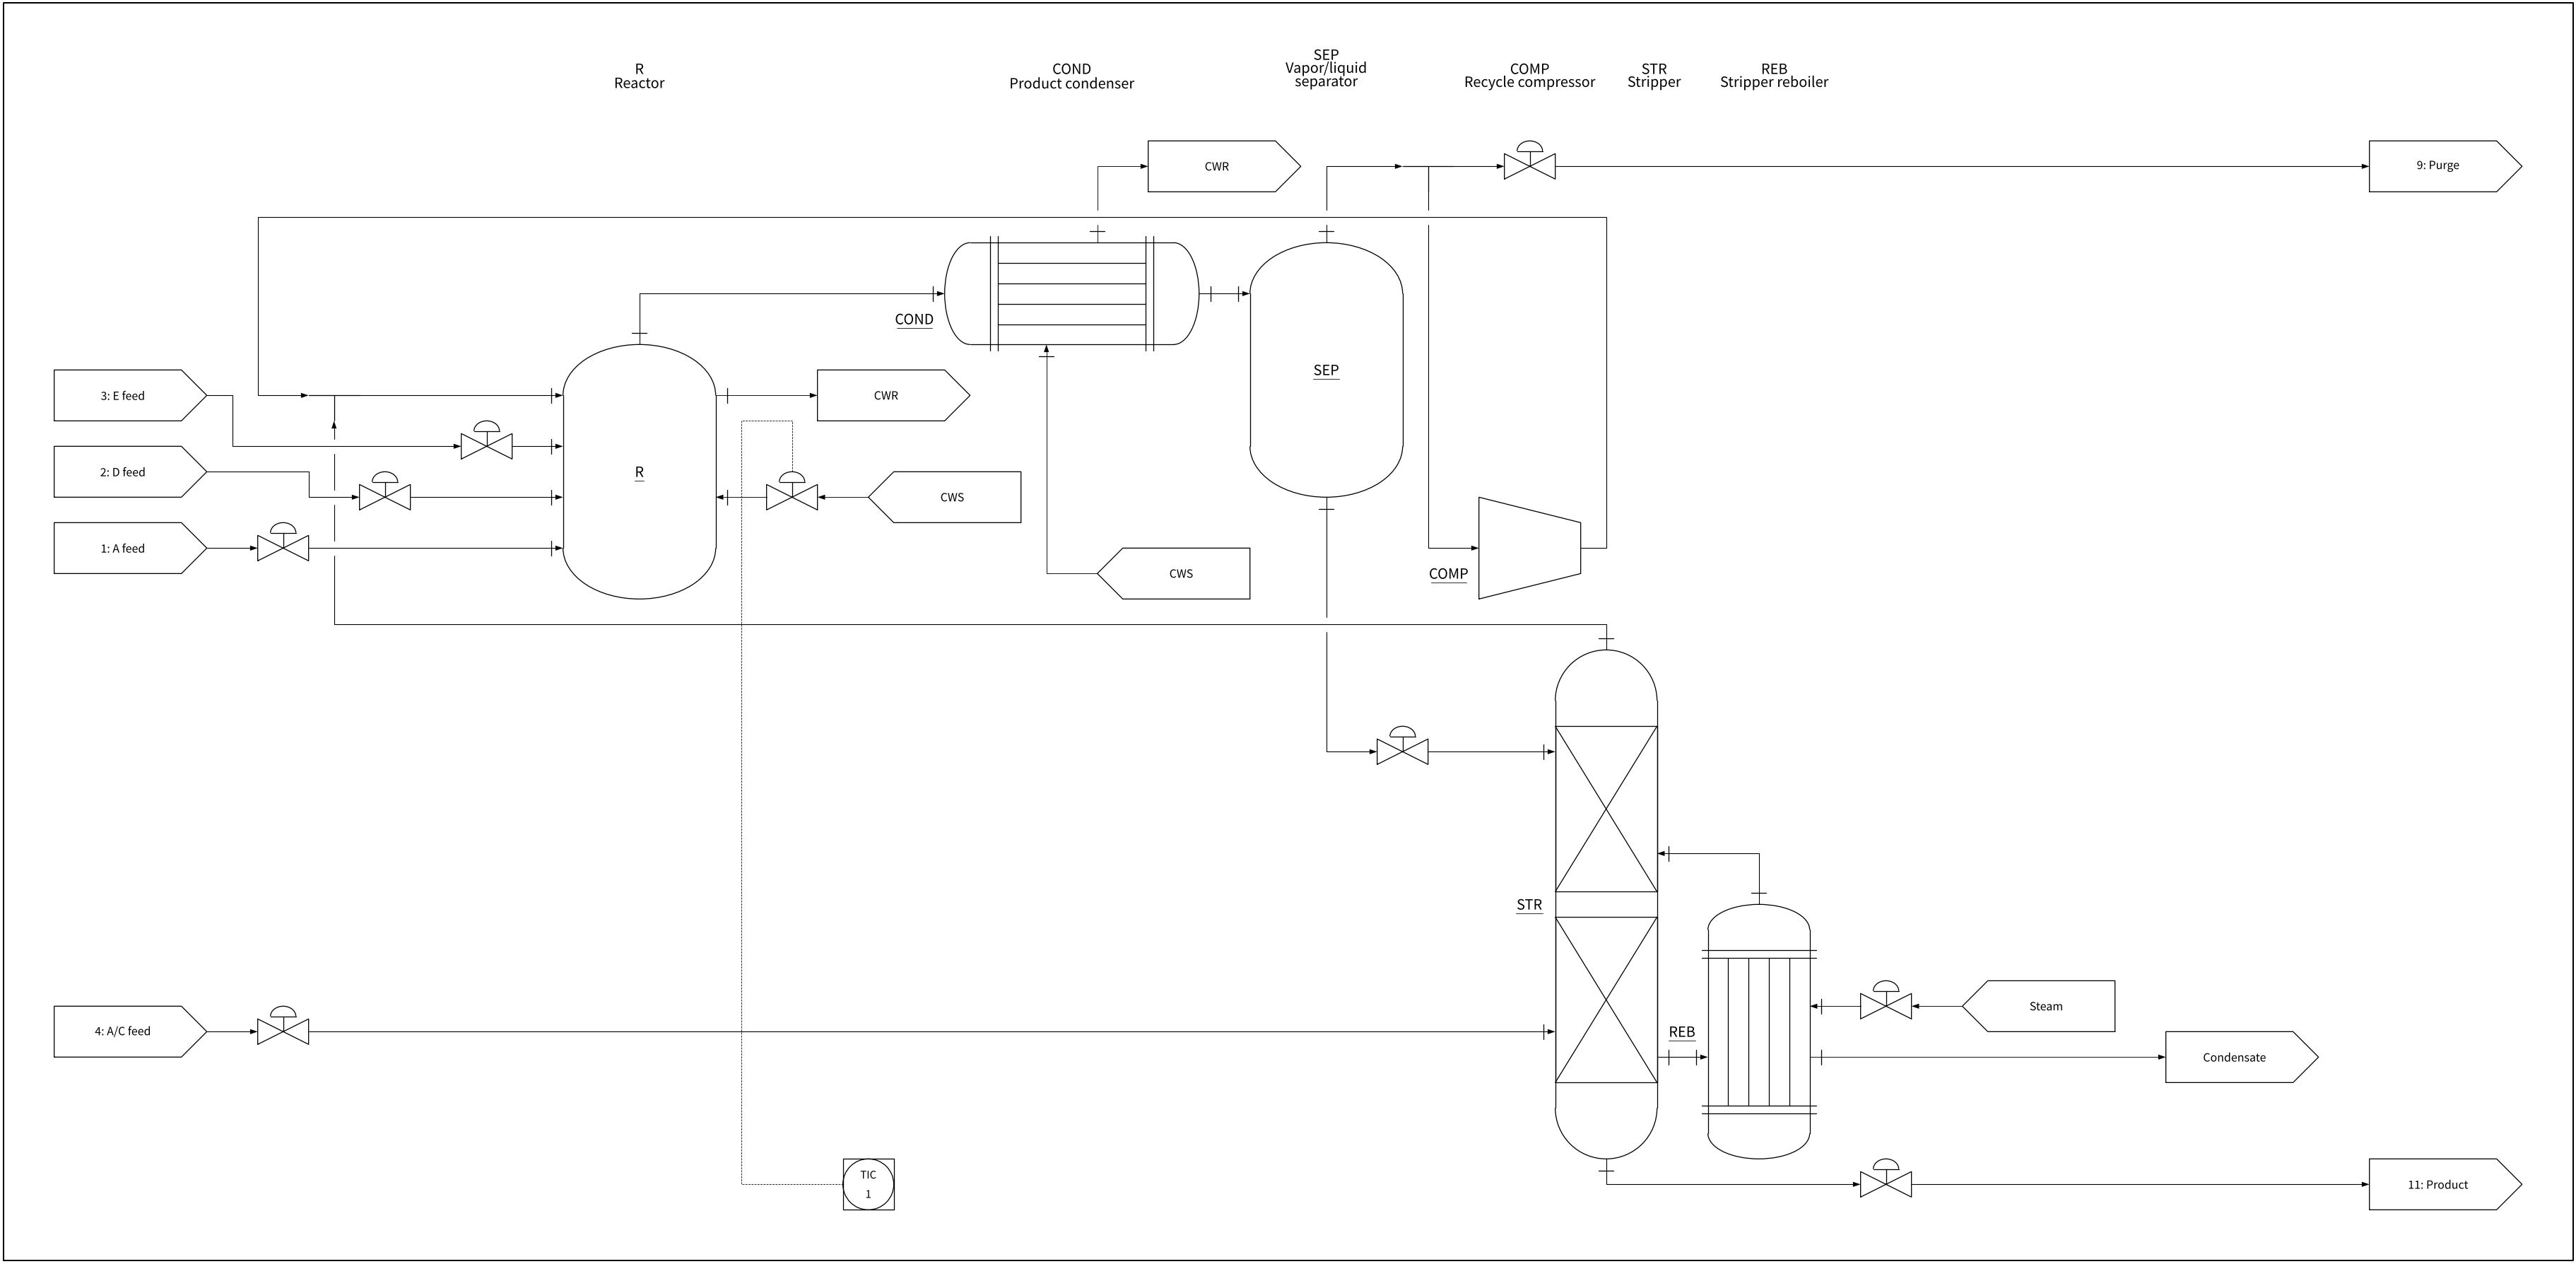 R
Reactor
COND
Product condenser
SEP
Vapor/liquid
separator
COMP
Recycle compressor
STR
Stripper
REB
Stripper reboiler
CWR
9: Purge
COND
SEP
3: E feed
CWR
2: D feed
R
CWS
1: A feed
CWS
COMP
STR
4: A/C feed
REB
Steam
Condensate
TIC
1
11: Product